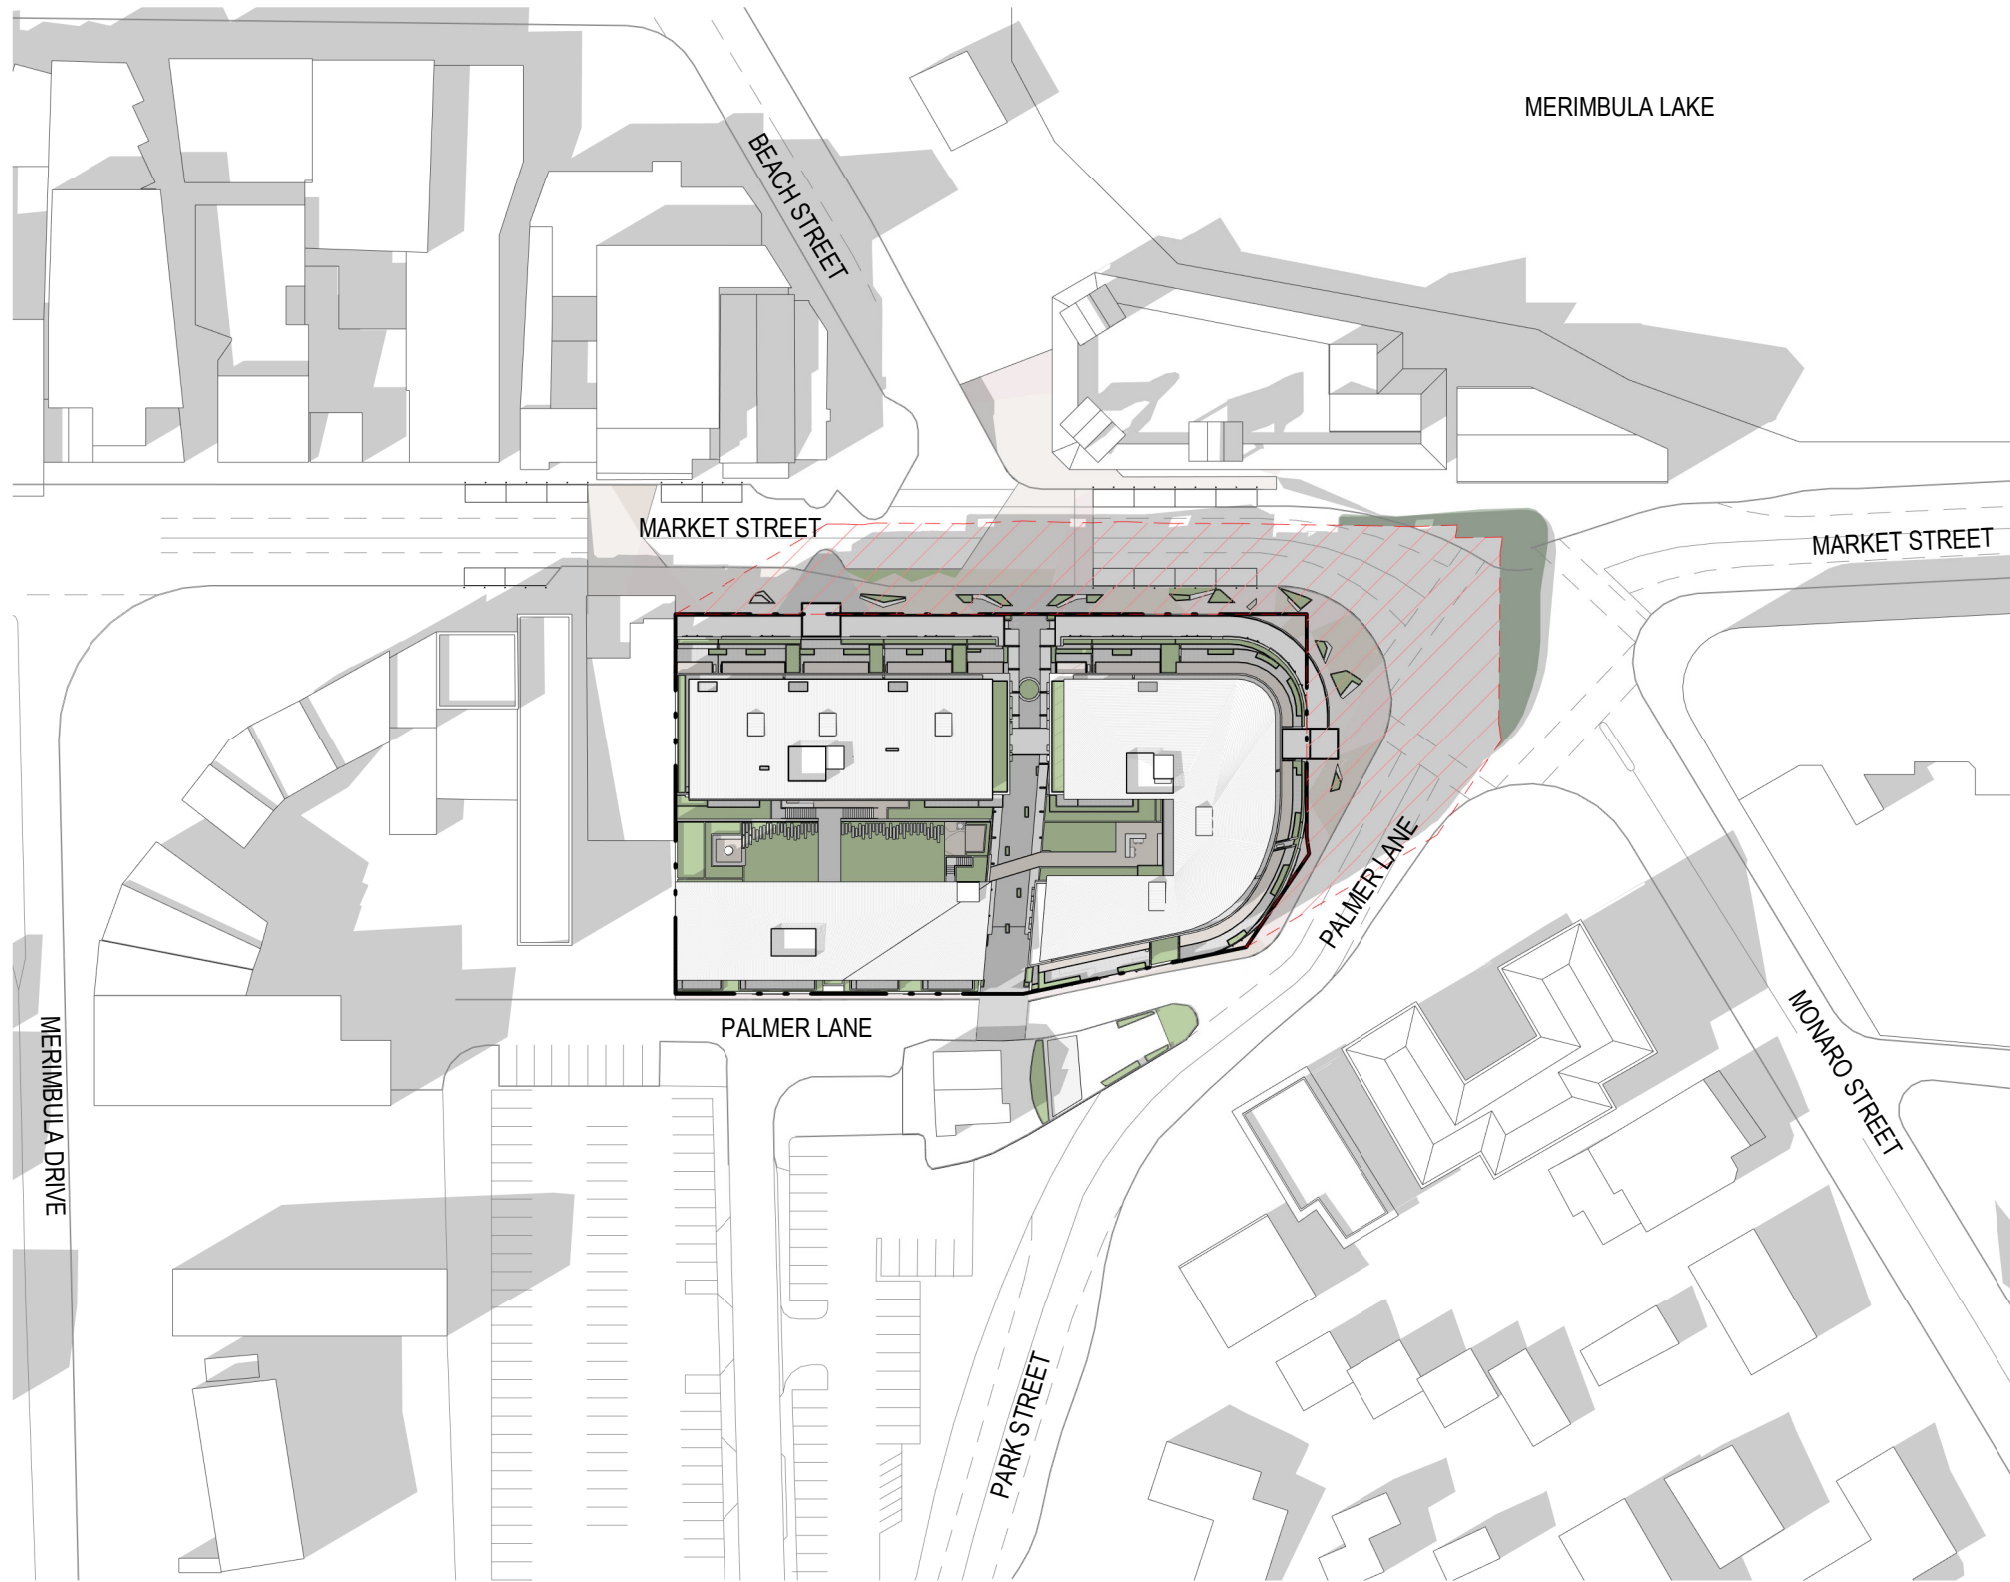 MERIMBULA LAKE
BEACH STREET
MARKET STREET
MARKET STREET
PALMER LANE
PALMER LANE
MERIMBULA DRIVE
MONARO STREET
PARK STREET